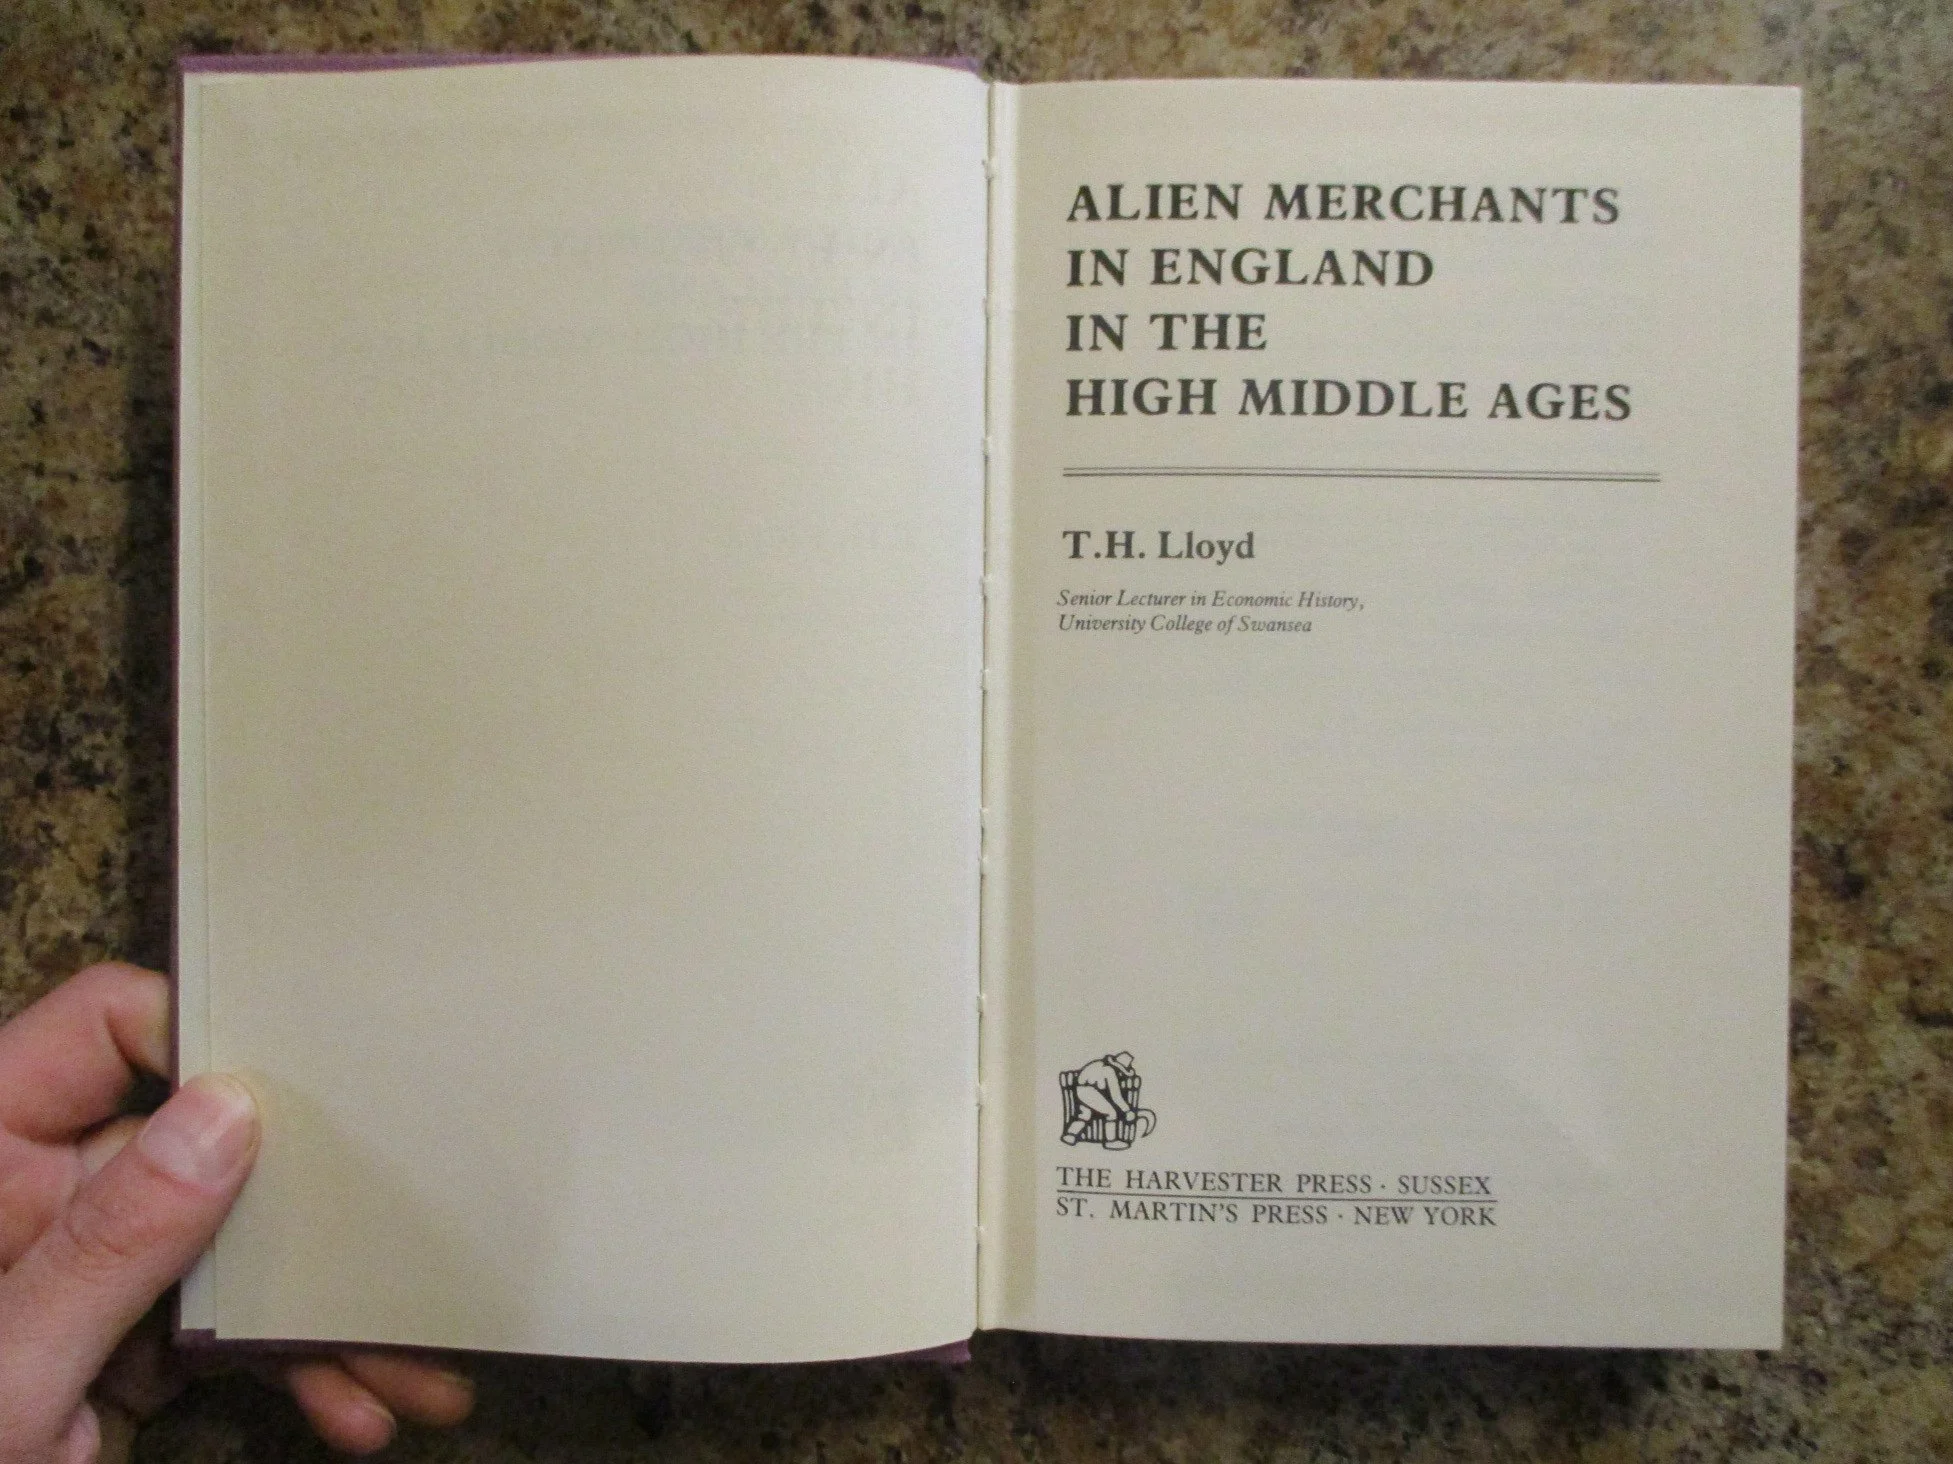 ALIEN MERCHANTS
IN ENGLAND
IN THE
HIGH MIDDLE AGES
T.H. Lloyd
Senior Lecturer in Economic History,
University College of Swansea
THE HARVESTER PRESS · SUSSEX
ST. MARTIN'S PRESS · NEW YORK